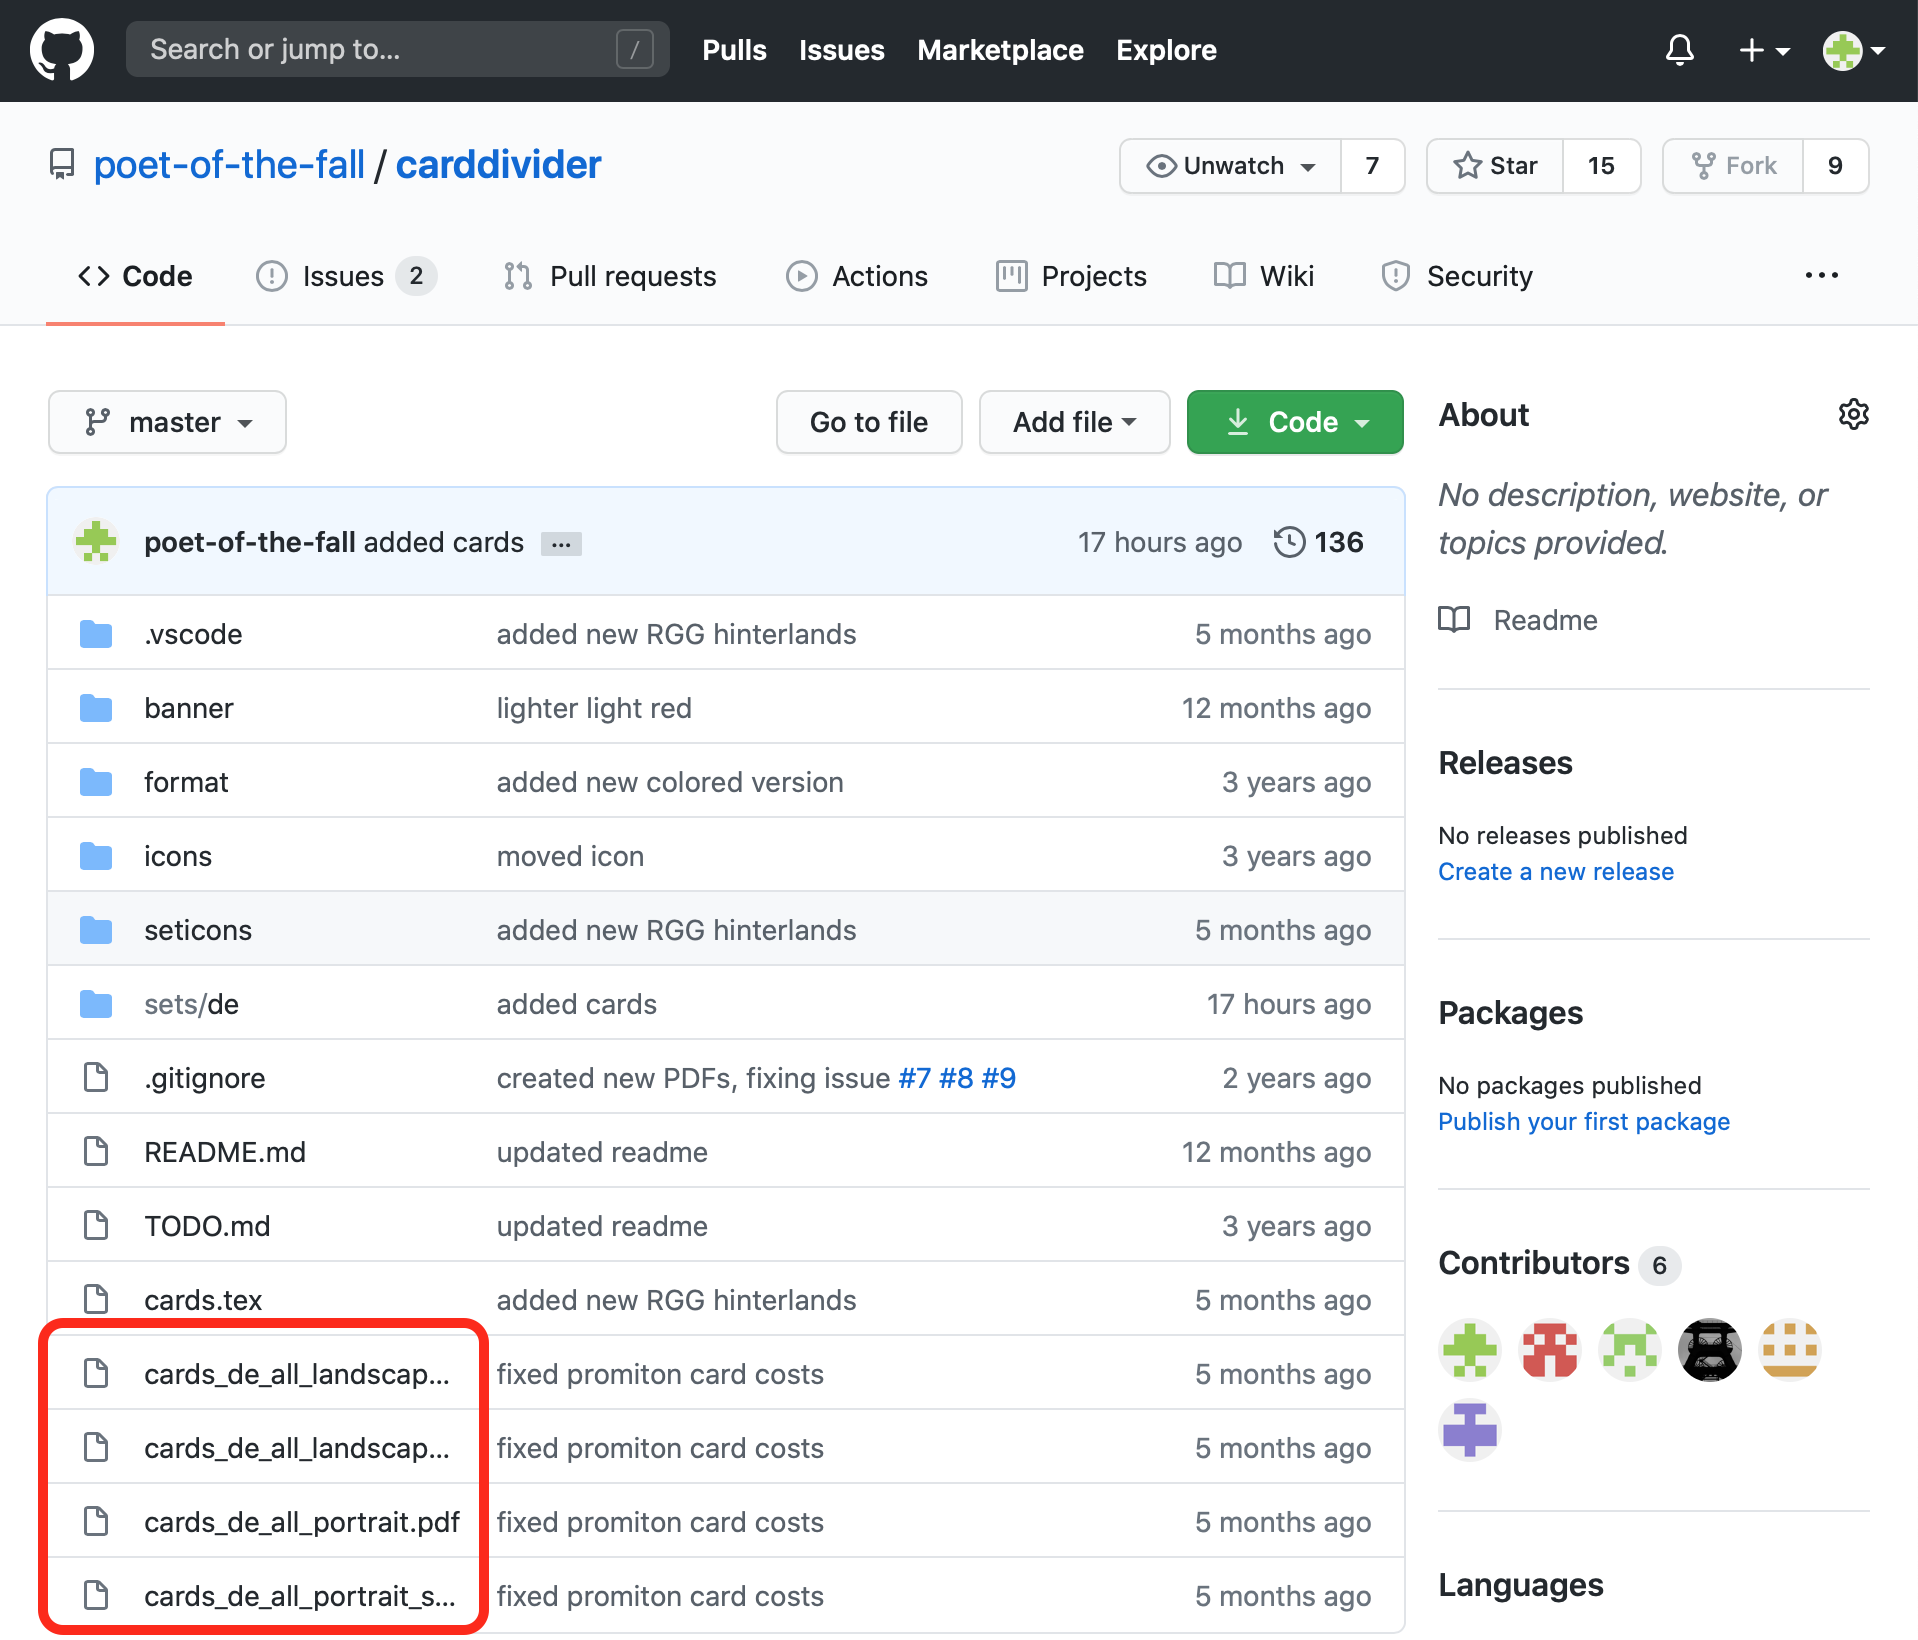 Search or jump to... /
Pulls Issues Marketplace Explore
poet-of-the-fall / carddivider
Unwatch 7 Star 15 Fork 9
Code Issues 2 Pull requests Actions Projects Wiki Security ...
master Go to file Add file Code
poet-of-the-fall added cards ... 17 hours ago 136
.vscode added new RGG hinterlands 5 months ago
banner lighter light red 12 months ago
format added new colored version 3 years ago
icons moved icon 3 years ago
seticons added new RGG hinterlands 5 months ago
sets/de added cards 17 hours ago
.gitignore created new PDFs, fixing issue #7 #8 #9 2 years ago
README.md updated readme 12 months ago
TODO.md updated readme 3 years ago
cards.tex added new RGG hinterlands 5 months ago
cards_de_all_landscap... fixed promiton card costs 5 months ago
cards_de_all_landscap... fixed promiton card costs 5 months ago
cards_de_all_portrait.pdf fixed promiton card costs 5 months ago
cards_de_all_portrait_s... fixed promiton card costs 5 months ago
About
No description, website, or
topics provided.
Readme
Releases
No releases published
Create a new release
Packages
No packages published
Publish your first package
Contributors 6
Languages